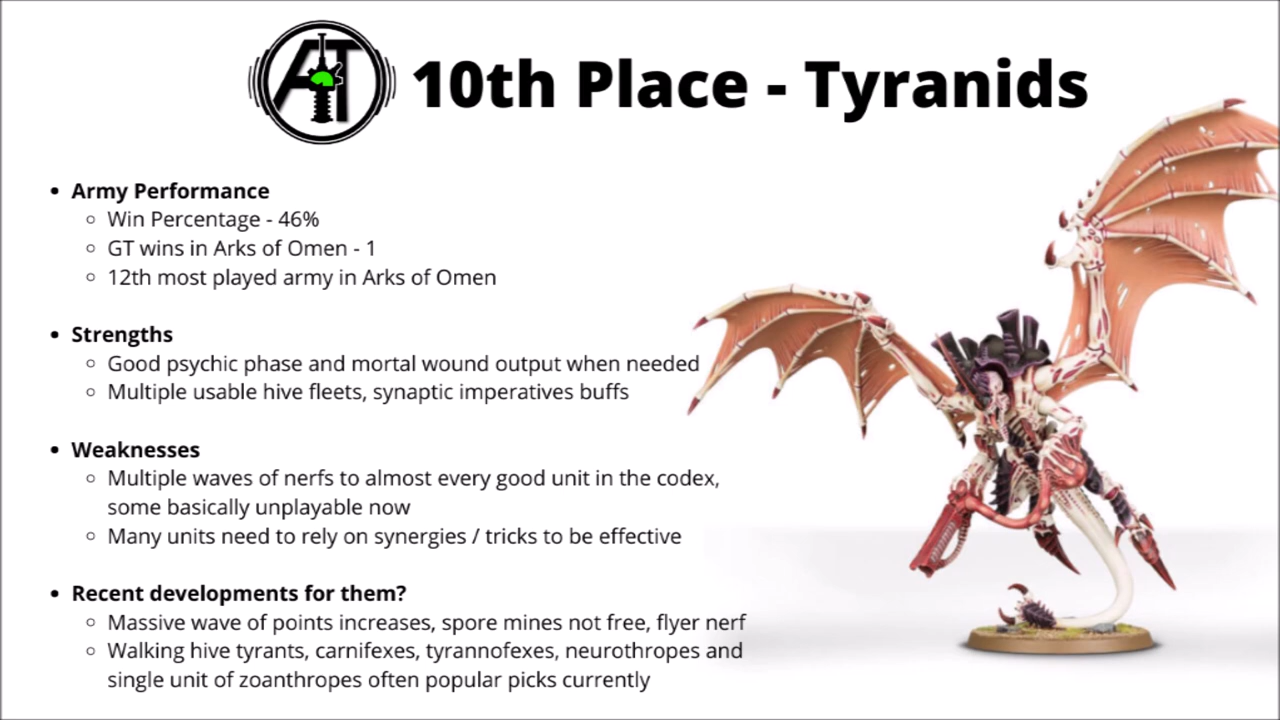 AT
10th Place - Tyranids
• Army Performance
◦ Win Percentage - 46%
◦ GT wins in Arks of Omen - 1
◦ 12th most played army in Arks of Omen
• Strengths
◦ Good psychic phase and mortal wound output when needed
◦ Multiple usable hive fleets, synaptic imperatives buffs
• Weaknesses
◦ Multiple waves of nerfs to almost every good unit in the codex,
some basically unplayable now
◦ Many units need to rely on synergies / tricks to be effective
• Recent developments for them?
◦ Massive wave of points increases, spore mines not free, flyer nerf
◦ Walking hive tyrants, carnifexes, tyrannofexes, neurothropes and
single unit of zoanthropes often popular picks currently